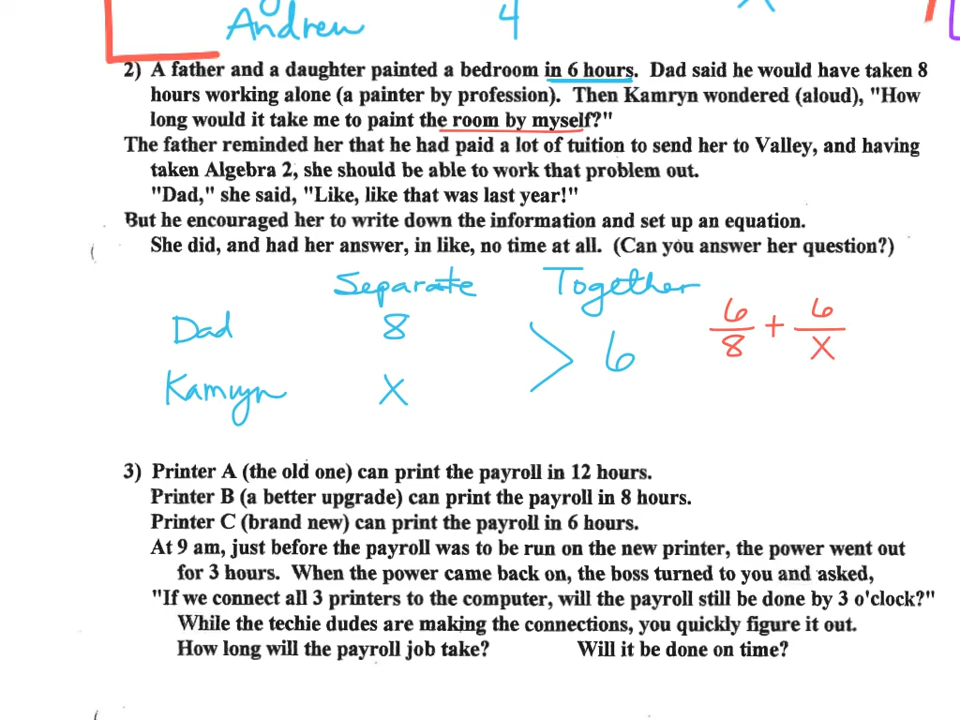 Andrew 4 x
2) A father and a daughter painted a bedroom in 6 hours. Dad said he would have taken 8
hours working alone (a painter by profession). Then Kamryn wondered (aloud), "How
long would it take me to paint the room by myself?"
The father reminded her that he had paid a lot of tuition to send her to Valley, and having
taken Algebra 2, she should be able to work that problem out.
"Dad," she said, "Like, like that was last year!"
But he encouraged her to write down the information and set up an equation.
She did, and had her answer, in like, no time at all. (Can you answer her question?)
Separate Together
Dad 8 > 6 6/8 + 6/x
Kamryn x
3) Printer A (the old one) can print the payroll in 12 hours.
Printer B (a better upgrade) can print the payroll in 8 hours.
Printer C (brand new) can print the payroll in 6 hours.
At 9 am, just before the payroll was to be run on the new printer, the power went out
for 3 hours. When the power came back on, the boss turned to you and asked,
"If we connect all 3 printers to the computer, will the payroll still be done by 3 o'clock?"
While the techie dudes are making the connections, you quickly figure it out.
How long will the payroll job take? Will it be done on time?